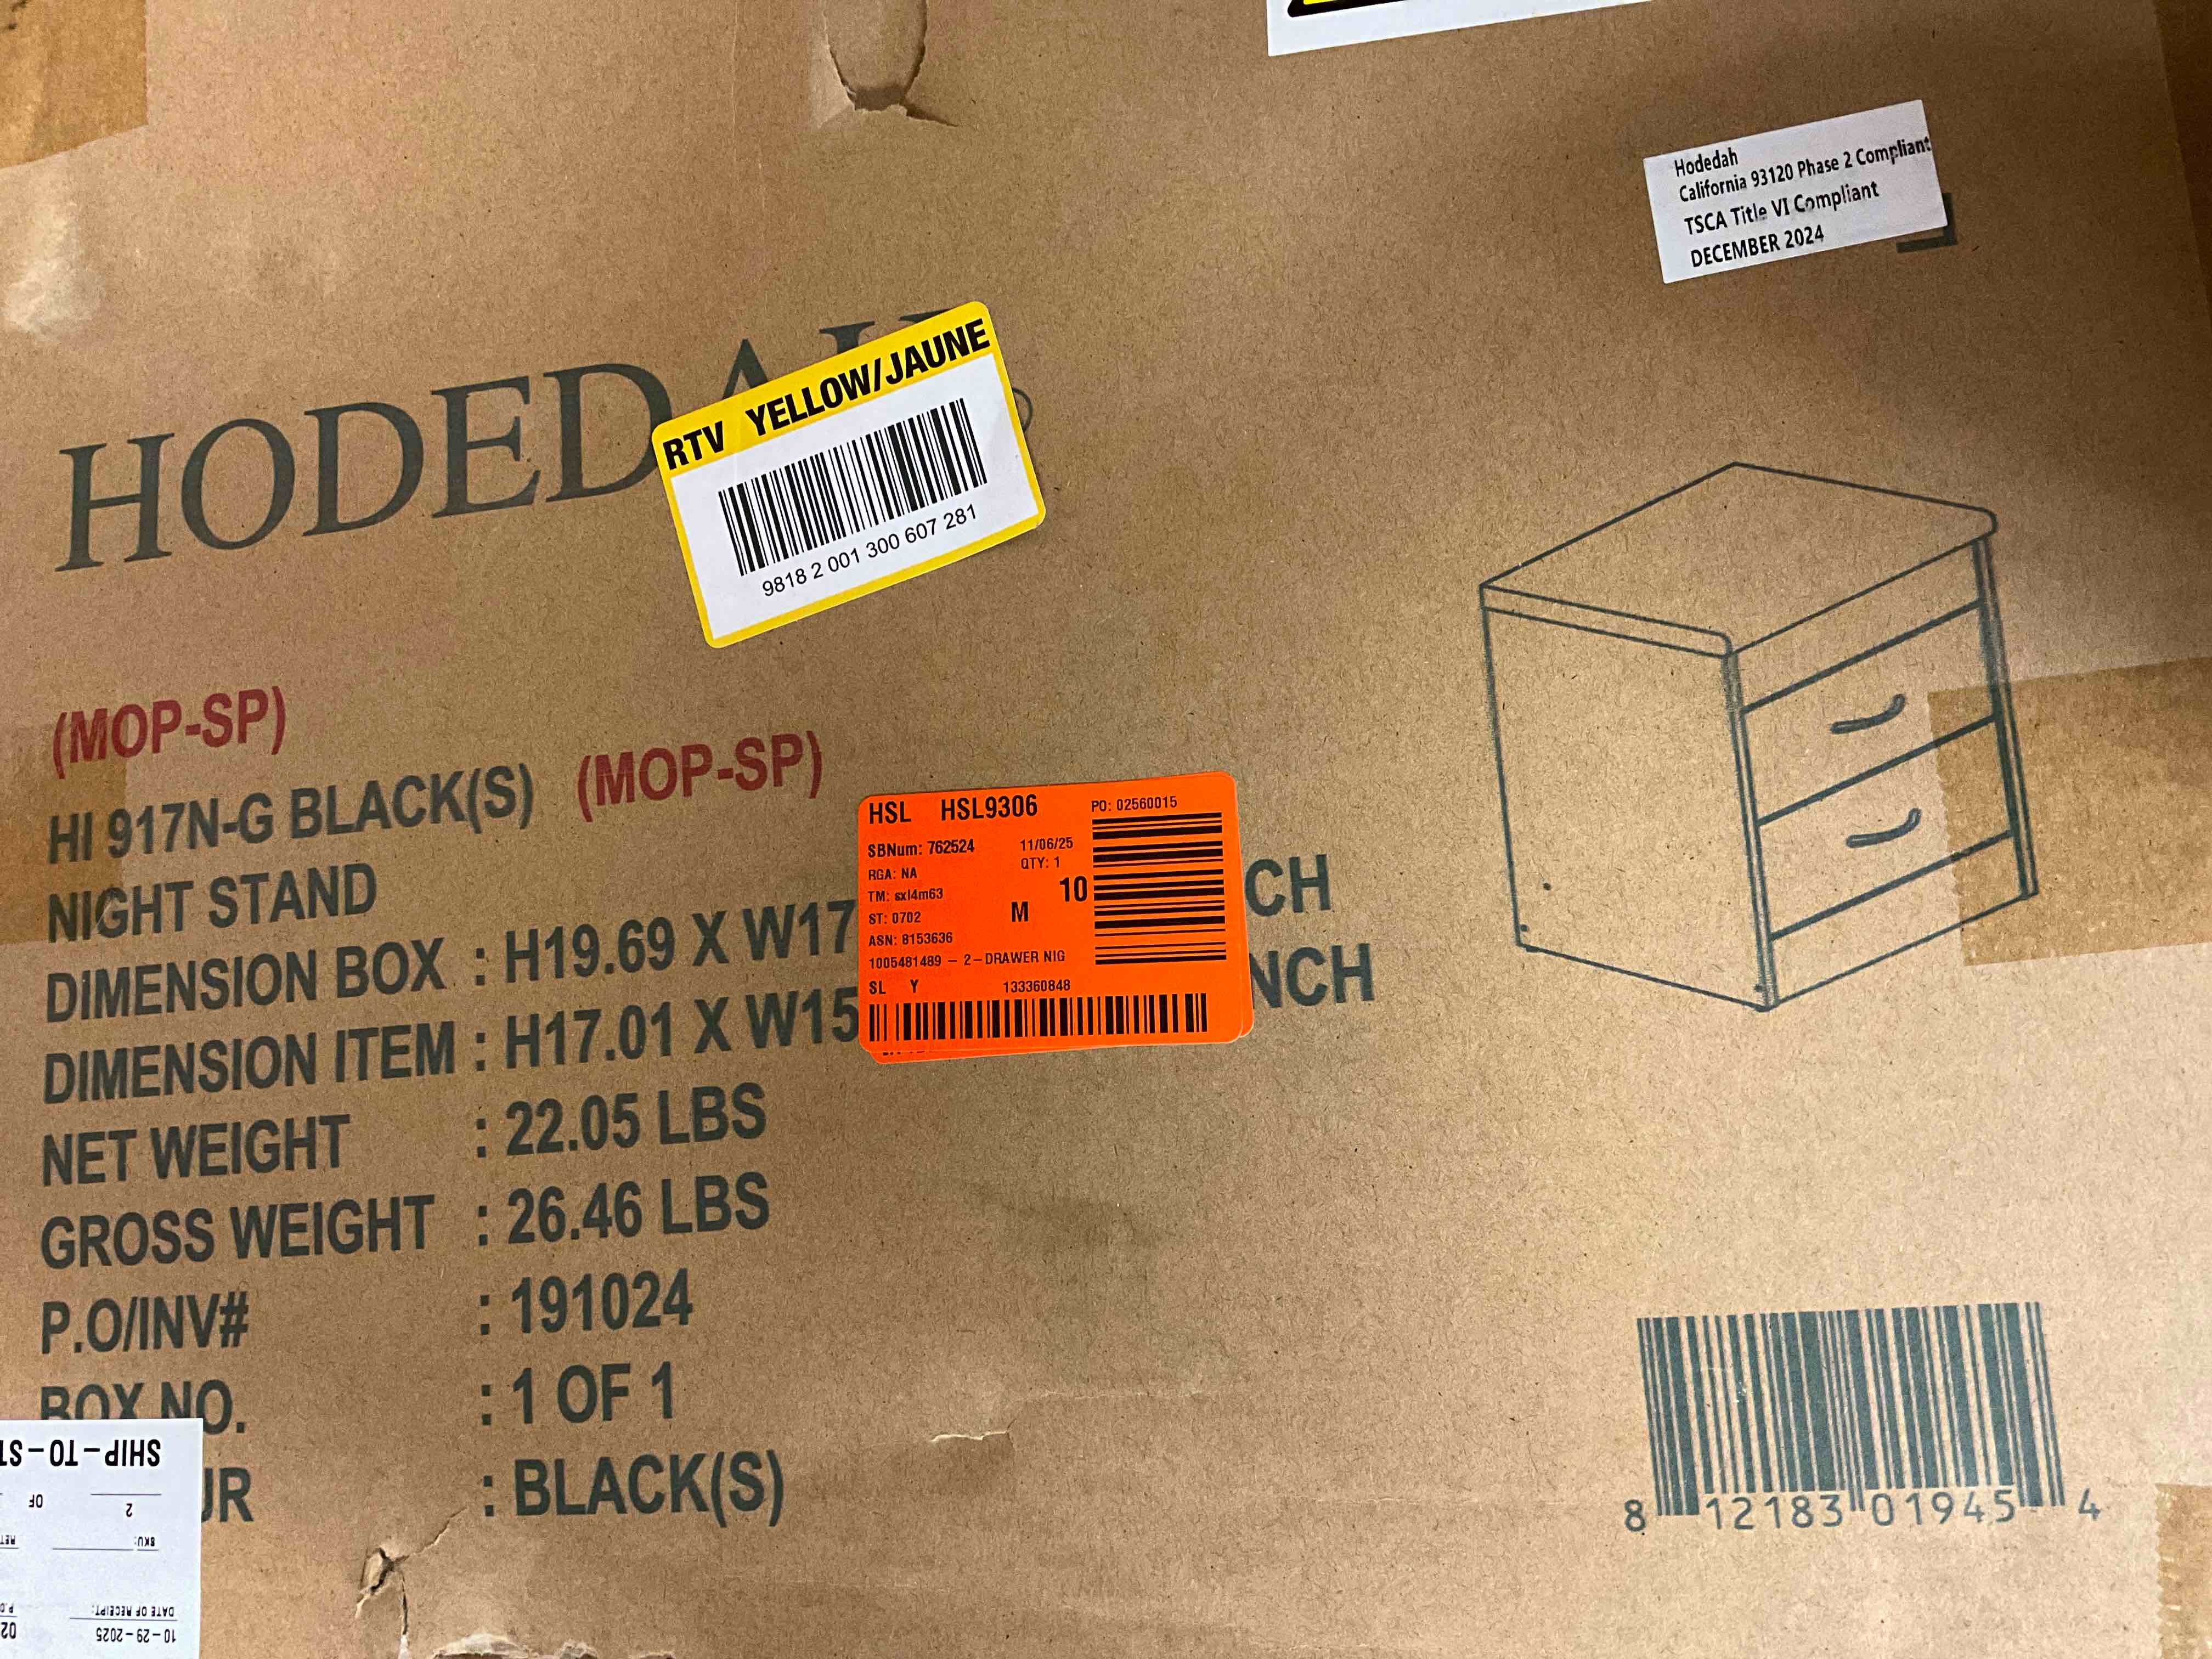 Hodedah
California 93120 Phase 2 Compliant
TSCA Title VI Compliant
DECEMBER 2024
HODEDAH
RTV YELLOW/JAUNE
9818 2 001 300 607 281
(MOP-SP)
HI 917N-G BLACK(S) (MOP-SP)
NIGHT STAND
DIMENSION BOX : H19.69 X W17 CH
DIMENSION ITEM : H17.01 X W15 NCH
NET WEIGHT : 22.05 LBS
GROSS WEIGHT : 26.46 LBS
P.O/INV# : 191024
BOX NO. : 1 OF 1
UR : BLACK(S)
HSL HSL9306 PO: 02560015
SBNum: 762524 11/06/25
QTY: 1
RGA: NA
TM: sxl4m63 10
ST: 0702 M
ASN: 8153636
1005481489 - 2-DRAWER NIG
SL Y 133360848
8 12183 01945 4
SHIP-TO-ST
2 OF
SKU: RET
DATE OF RECEIPT: P.O
10-29-2025 02